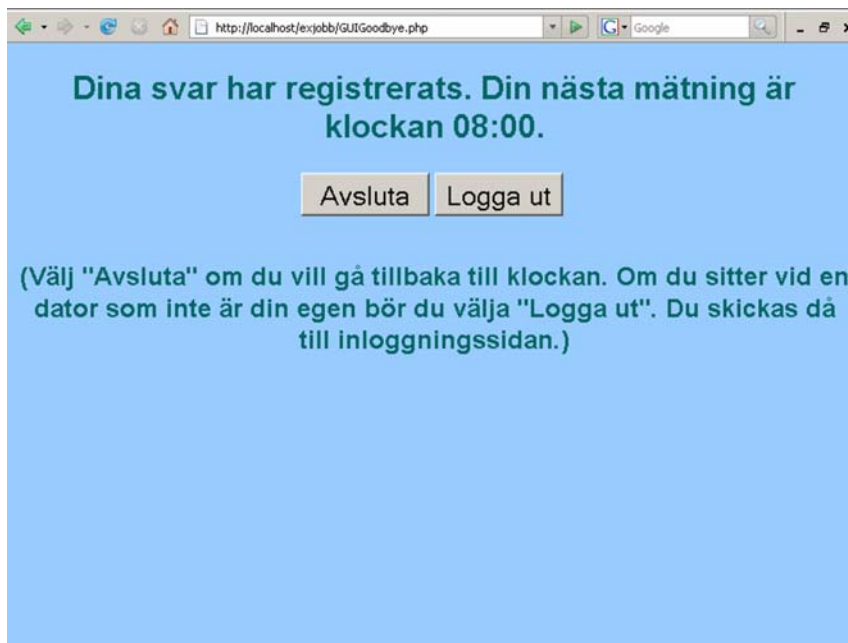 http://localhost/exjobb/GUIGoodbye.php
Google
Dina svar har registrerats. Din nästa mätning är
klockan 08:00.
Avsluta Logga ut
(Välj "Avsluta" om du vill gå tillbaka till klockan. Om du sitter vid en
dator som inte är din egen bör du välja "Logga ut". Du skickas då
till inloggningssidan.)